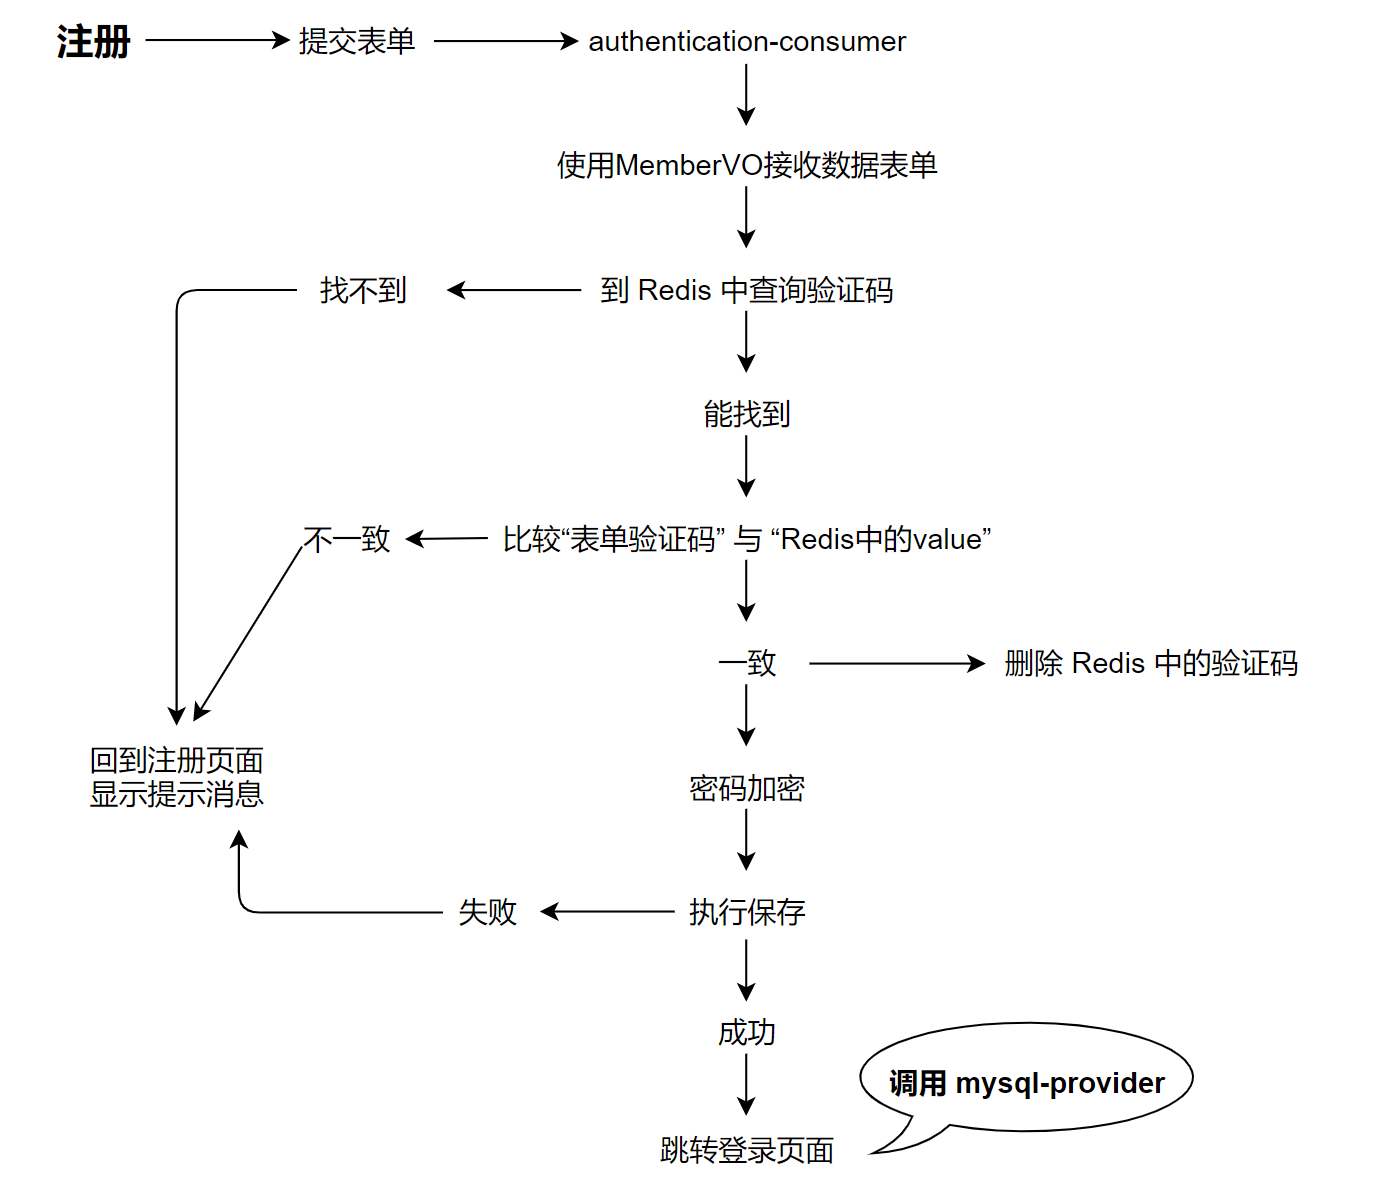 注册
提交表单
authentication-consumer
使用MemberVO接收数据表单
找不到
到 Redis 中查询验证码
能找到
不一致
比较“表单验证码” 与 “Redis中的value”
一致
删除 Redis 中的验证码
回到注册页面
显示提示消息
密码加密
失败
执行保存
成功
调用 mysql-provider
跳转登录页面